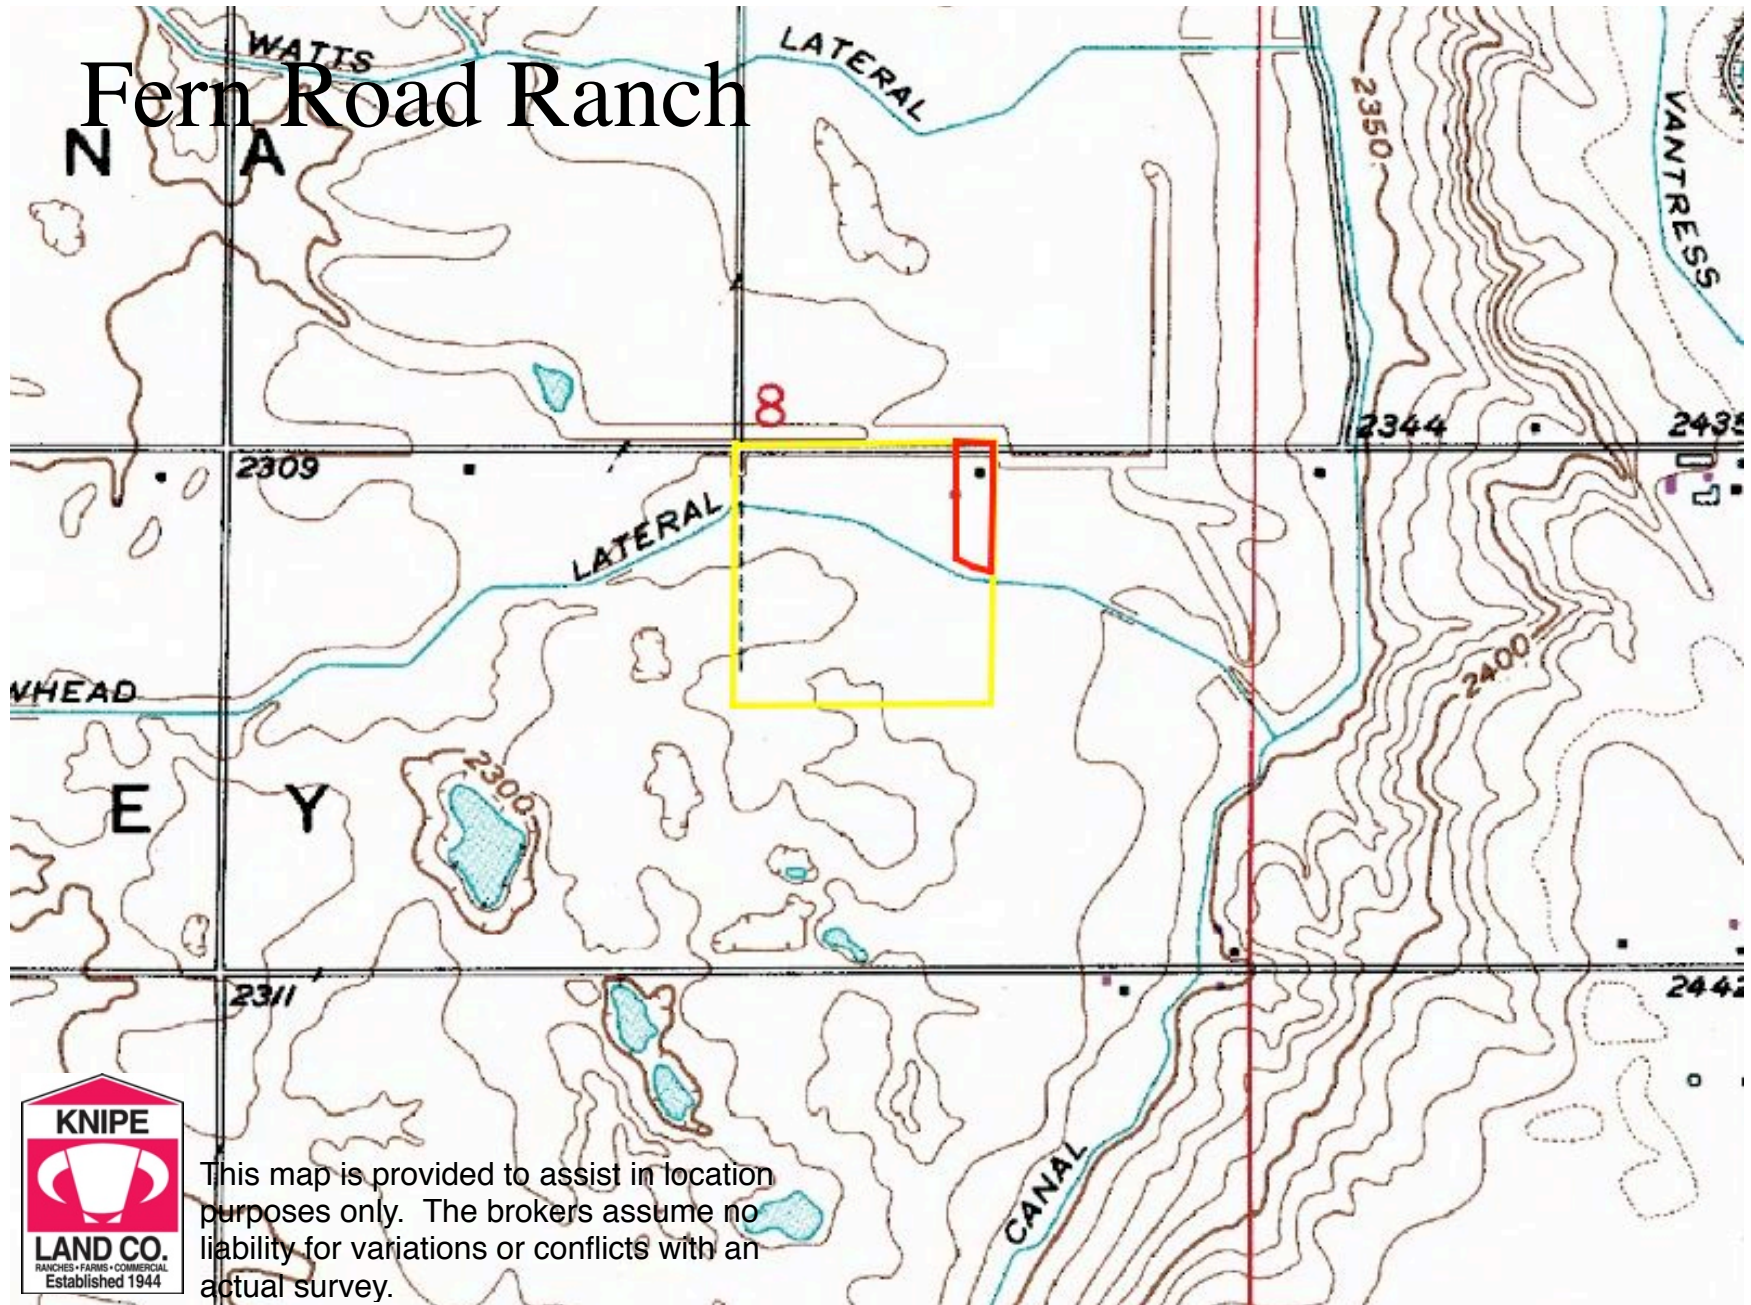 WATTS
LATERAL
Fern Road Ranch
N A
2350
VANTRESS
8
2344
2435
2309
LATERAL
2400
WHEAD
2300
E Y
2311
2442
CANAL
KNIPE
LAND CO.
RANCHES • FARMS • COMMERCIAL
Established 1944
This map is provided to assist in location
purposes only. The brokers assume no
liability for variations or conflicts with an
actual survey.